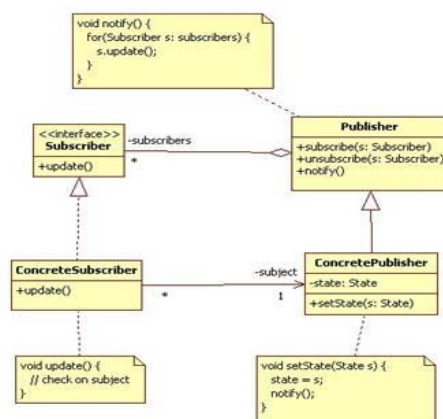 void notify() {
for(Subscriber s: subscribers) {
s.update();
}
}
<<interface>>
Subscriber
+update()
-subscribers
*
Publisher
+subscribe(s: Subscriber)
+unsubscribe(s: Subscriber)
+notify()
ConcreteSubscriber
+update()
-subject
*
1
ConcretePublisher
-state: State
+setState(s: State)
void update() {
// check on subject
}
void setState(State s) {
state = s;
notify();
}